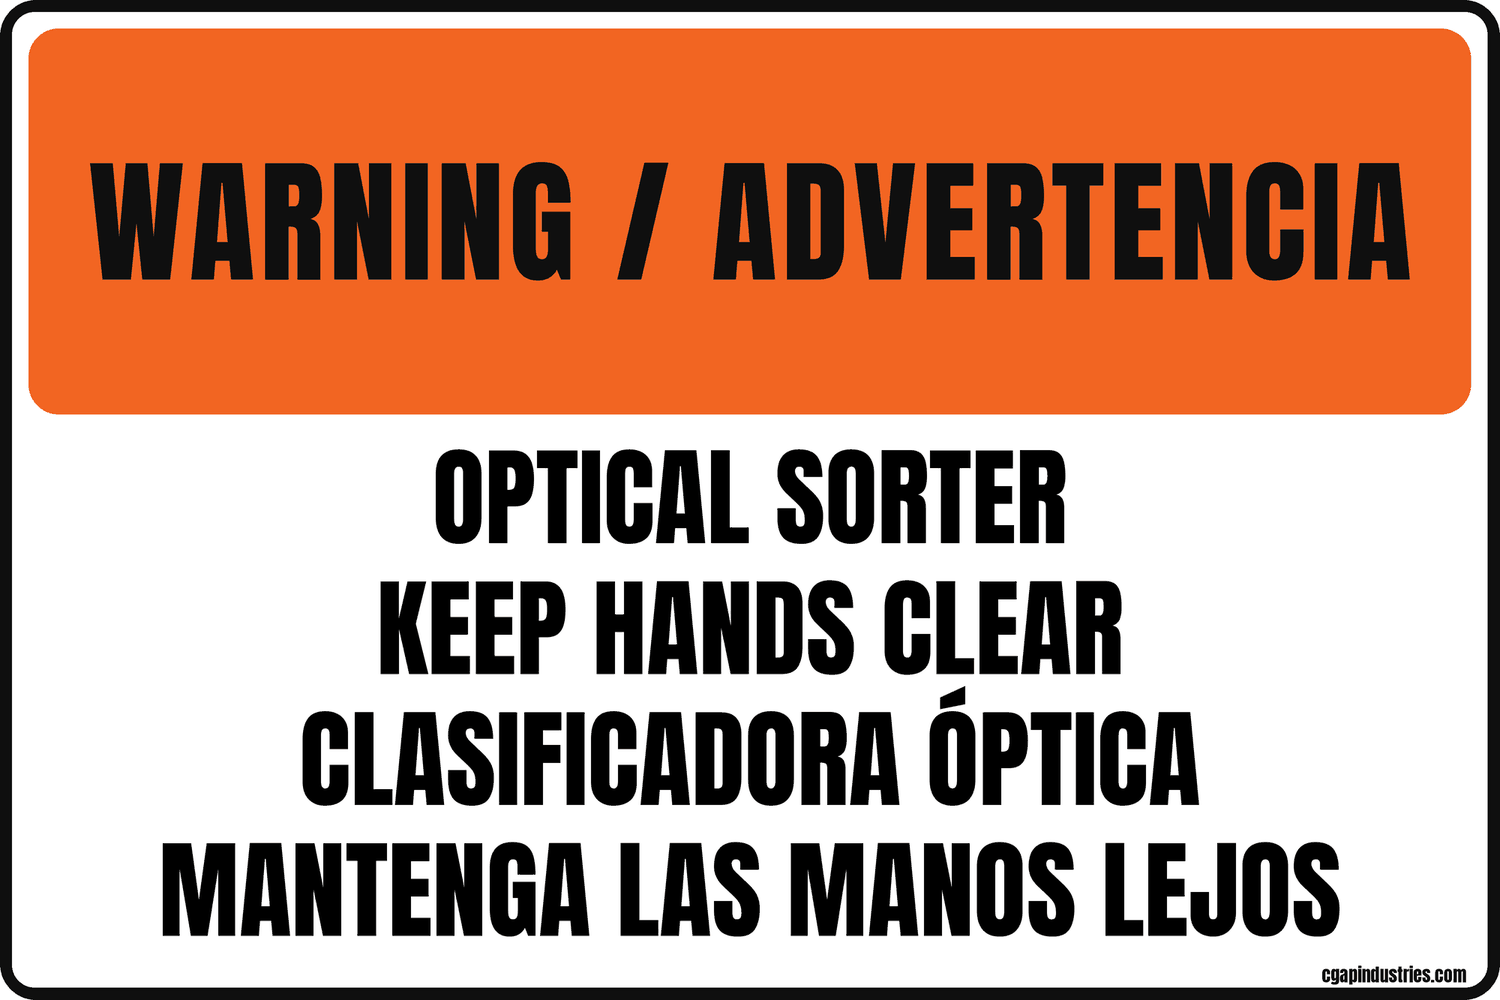 WARNING / ADVERTENCIA
OPTICAL SORTER
KEEP HANDS CLEAR
CLASIFICADORA ÓPTICA
MANTENGA LAS MANOS LEJOS
cgapindustries.com